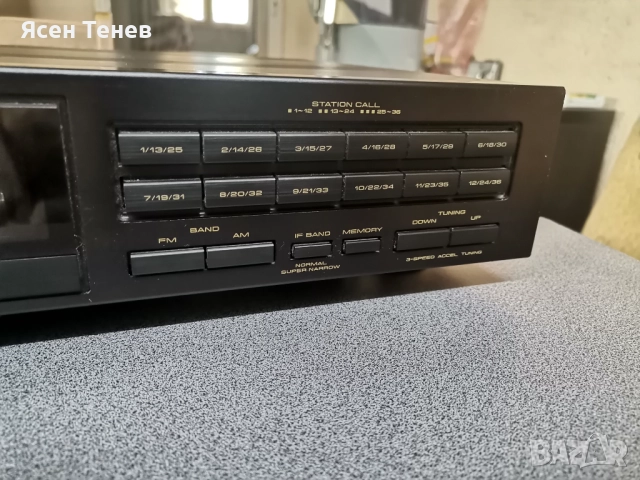 Ясен Тенев
STATION CALL
1~12 13~24 25~36
1/13/25 2/14/26 3/15/27 4/16/28 5/17/29 6/18/30
7/19/31 8/20/32 9/21/33 10/22/34 11/23/35 12/24/36
BAND
FM AM
IF BAND
MEMORY
TUNING
DOWN UP
NORMAL
SUPER NARROW
3-SPEED ACCEL. TUNING
BAZAR